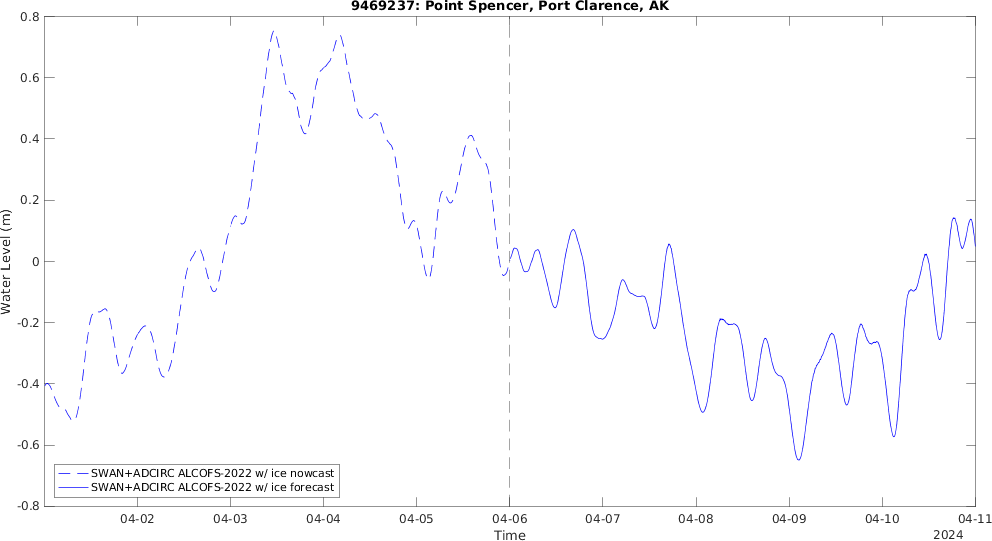 9469237: Point Spencer, Port Clarence, AK
0.8
0.6
0.4
0.2
0
-0.2
-0.4
-0.6
-0.8
Water Level (m)
SWAN+ADCIRC ALCOFS-2022 w/ ice nowcast
SWAN+ADCIRC ALCOFS-2022 w/ ice forecast
04-02 04-03 04-04 04-05 04-06 04-07 04-08 04-09 04-10 04-11
Time
2024